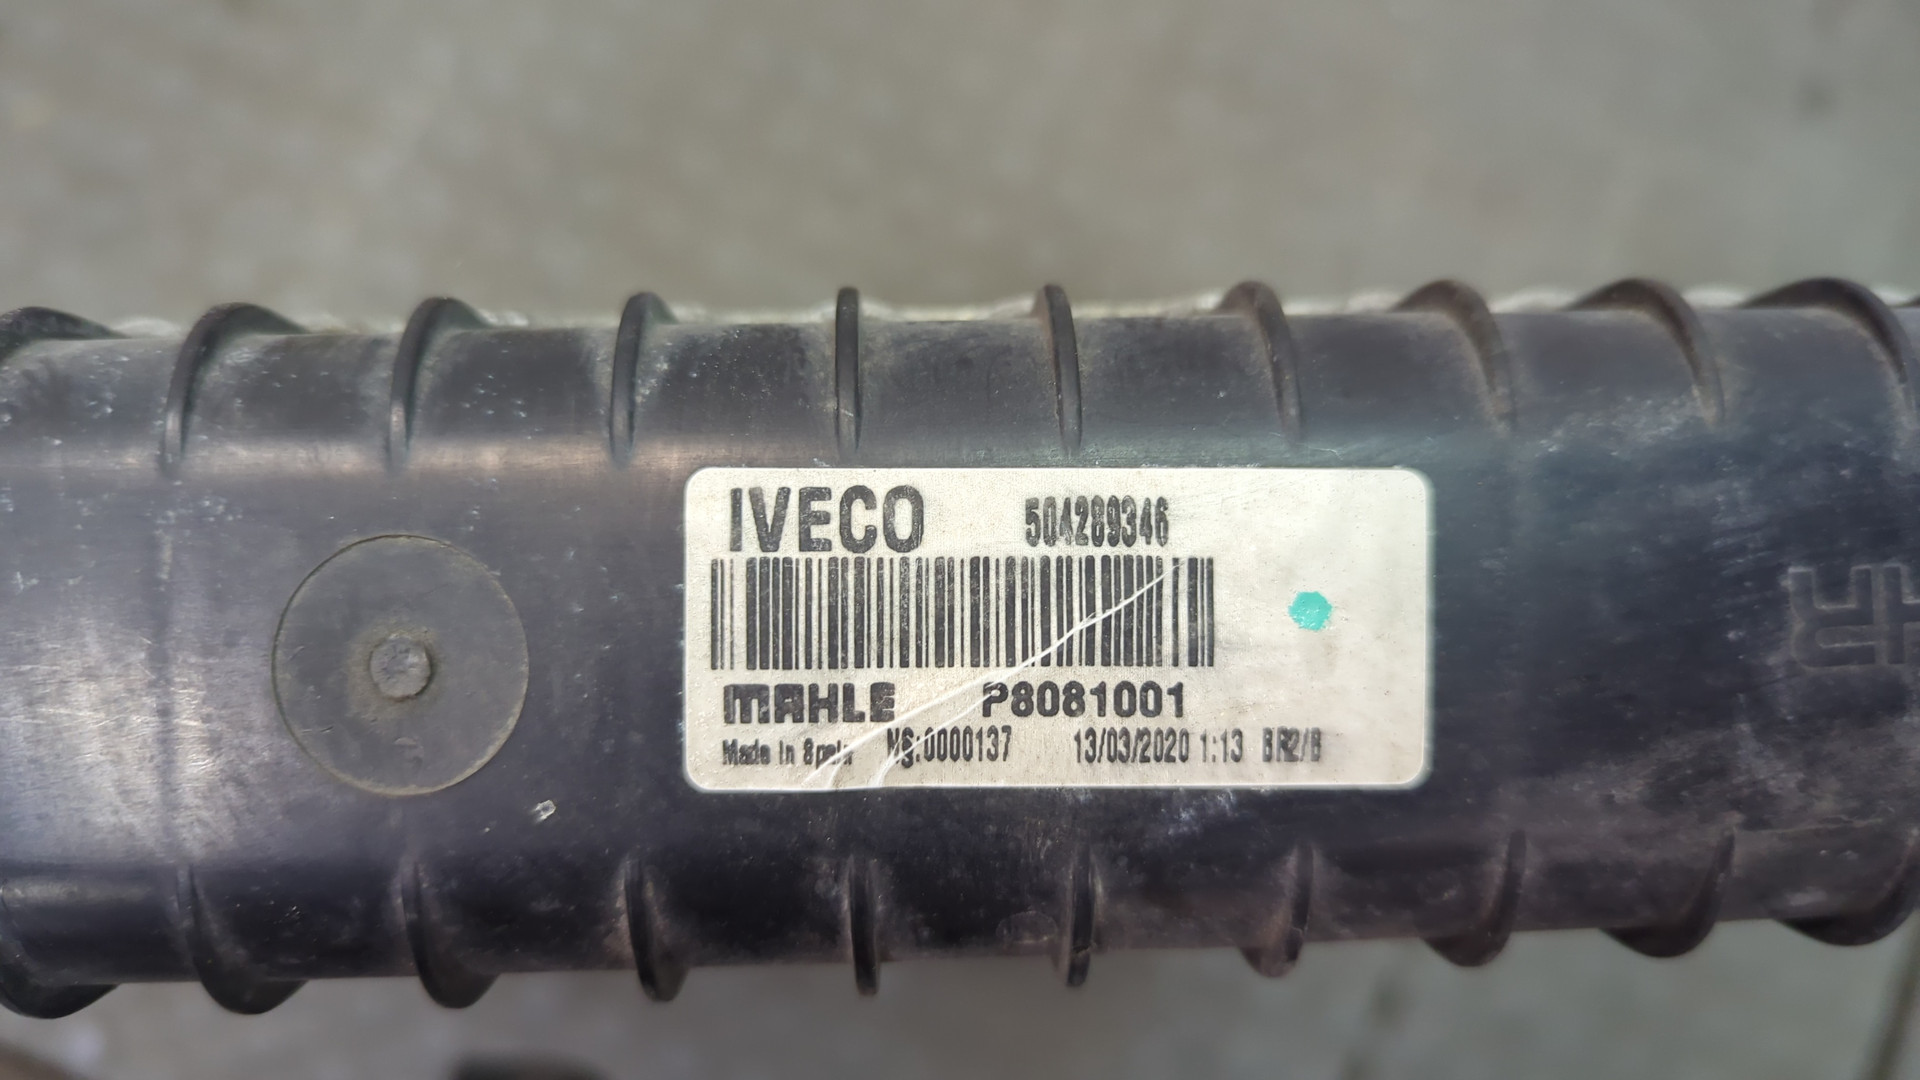 IVECO 504289346
MAHLE P8081001
Made in Spain NS:0000137 13/03/2020 1:13 BR2/B